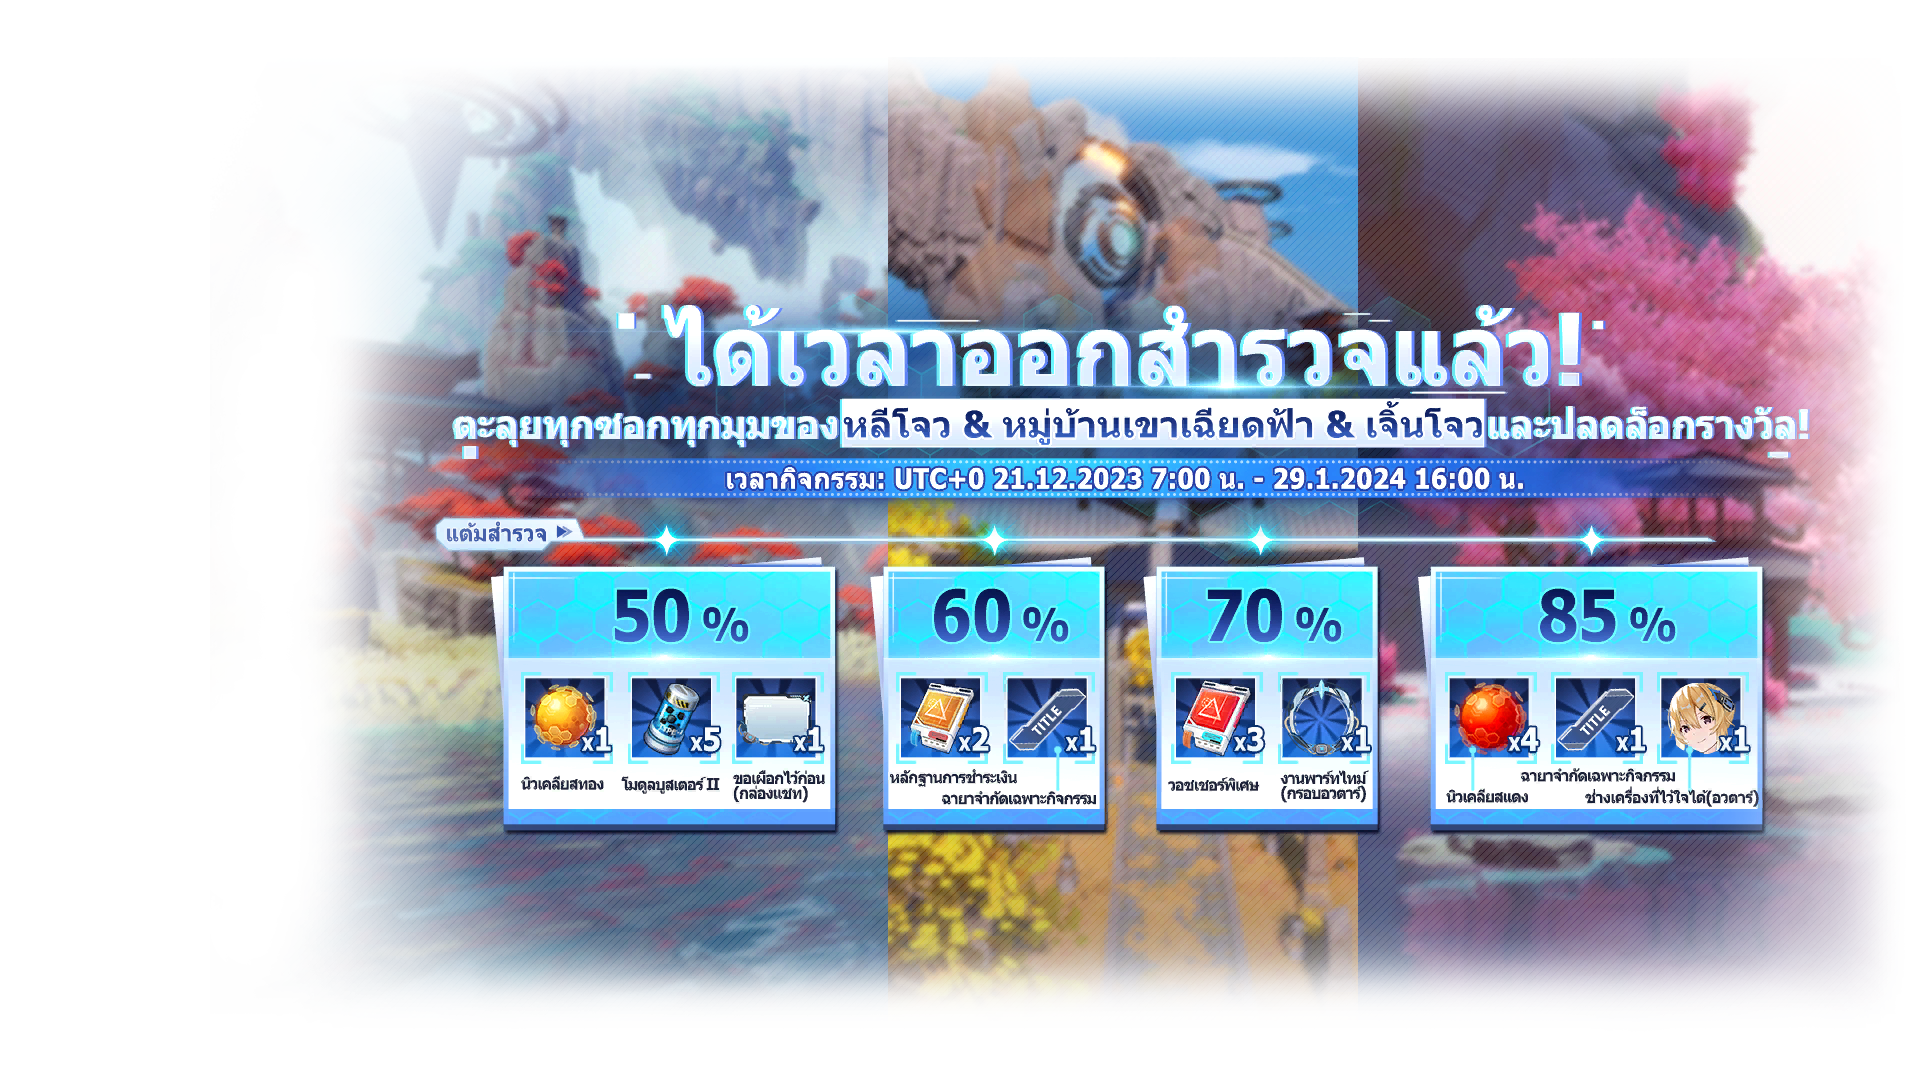 ได้เวลาออกสำรวจแล้ว!
ตะลุยทุกซอกทุกมุมของ หลีโจว & หมู่บ้านเขาเฉียดฟ้า & เจิ้นโจว และปลดล็อกรางวัล!
เวลากิจกรรม: UTC+0 21.12.2023 7:00 น. - 29.1.2024 16:00 น.
แต้มสำรวจ
50 %
x1 x5 x1
นิวเคลียสทอง โมดูลบูสเตอร์ II ขอเผือกไว้ก่อน
(กล่องแชท)
60 %
TITLE
x2 x1
หลักฐานการชำระเงิน
ฉายาจำกัดเฉพาะกิจกรรม
70 %
x3 x1
วอชเชอร์พิเศษ งานพาร์ทไทม์
(กรอบอวตาร์)
85 %
TITLE
x4 x1 x1
ฉายาจำกัดเฉพาะกิจกรรม
นิวเคลียสแดง ช่างเครื่องที่ไว้ใจได้(อวตาร์)